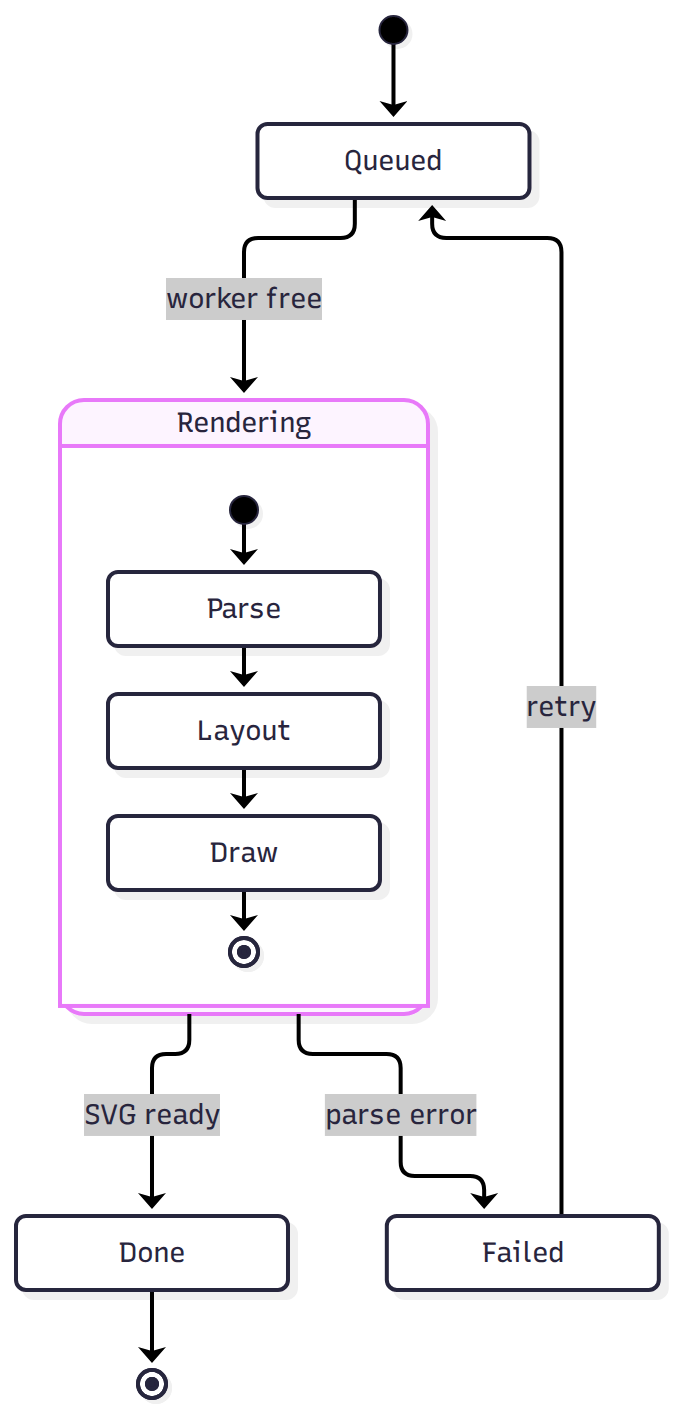 Queued
worker free
Rendering
Parse
retry
Layout
Draw
SVG ready
parse error
Done
Failed